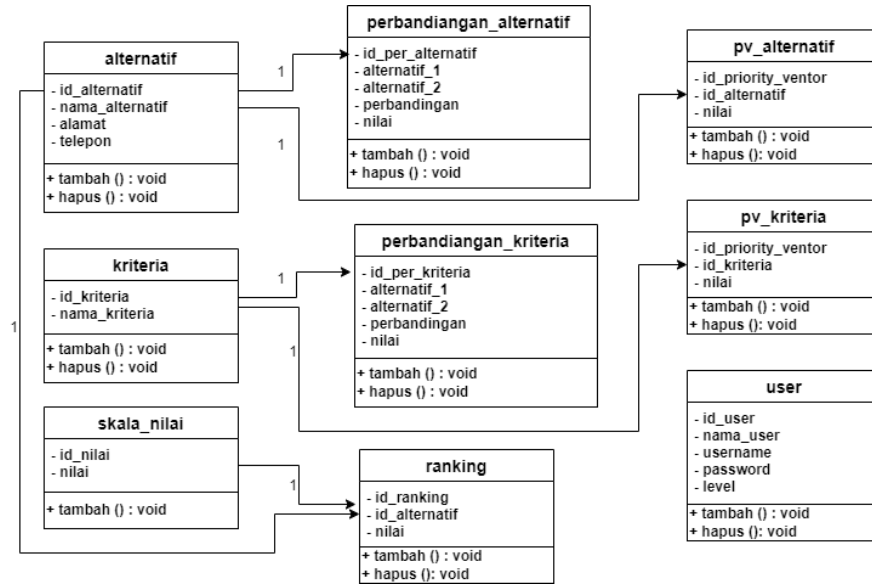 alternatif
- id_alternatif
- nama_alternatif
- alamat
- telepon
+ tambah () : void
+ hapus () : void
1
1
perbandiangan_alternatif
- id_per_alternatif
- alternatif_1
- alternatif_2
- perbandingan
- nilai
+ tambah () : void
+ hapus () : void
pv_alternatif
- id_priority_ventor
- id_alternatif
- nilai
+ tambah () : void
+ hapus (): void
kriteria
- id_kriteria
- nama_kriteria
+ tambah () : void
+ hapus () : void
1
1
1
perbandiangan_kriteria
- id_per_kriteria
- alternatif_1
- alternatif_2
- perbandingan
- nilai
+ tambah () : void
+ hapus () : void
pv_kriteria
- id_priority_ventor
- id_kriteria
- nilai
+ tambah () : void
+ hapus (): void
skala_nilai
- id_nilai
- nilai
+ tambah () : void
1
ranking
- id_ranking
- id_alternatif
- nilai
+ tambah () : void
+ hapus (): void
user
- id_user
- nama_user
- username
- password
- level
+ tambah () : void
+ hapus (): void